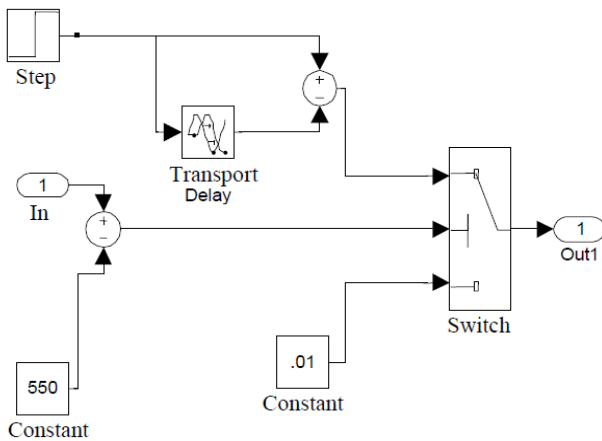 Step
+
−
Transport
Delay
1
In
+
−
1
Out1
Switch
550
Constant
.01
Constant